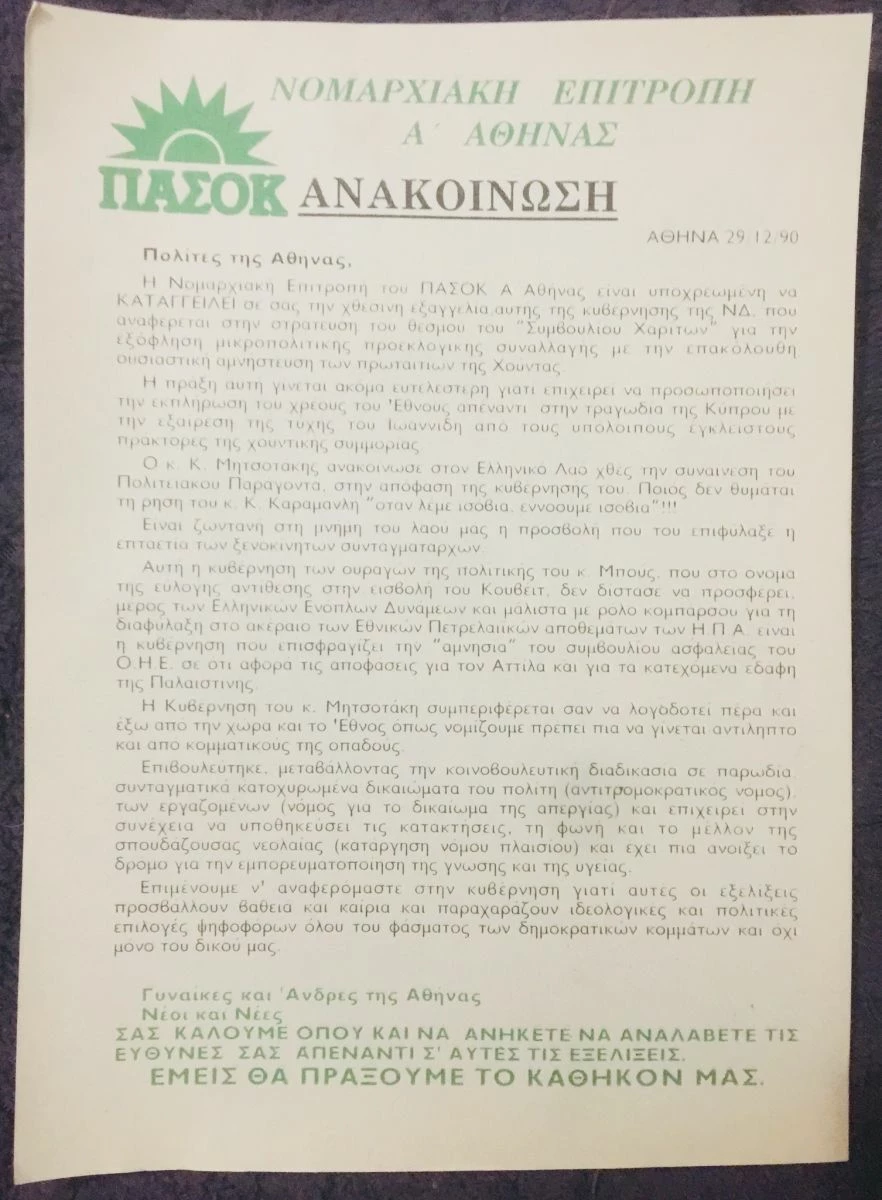 ΝΟΜΑΡΧΙΑΚΗ ΕΠΙΤΡΟΠΗ
Α΄ ΑΘΗΝΑΣ
ΠΑΣΟΚ ΑΝΑΚΟΙΝΩΣΗ
ΑΘΗΝΑ 29/12/90
Πολίτες της Αθήνας,
Η Νομαρχιακή Επιτροπή του ΠΑΣΟΚ Α Αθήνας είναι υποχρεωμένη να
ΚΑΤΑΓΓΕΙΛΕΙ σε σας την χθεσινή εξαγγελία αυτής της κυβέρνησης της ΝΔ, που
αναφέρεται στην στράτευση του θεσμού του "Συμβουλίου Χαρίτων" για την
εξόφληση μικροπολιτικής προεκλογικής συναλλαγής με την επακόλουθη
ουσιαστική αμνήστευση των πρωταιτίων της Χούντας.
Η πράξη αυτή γίνεται ακόμα ευτελέστερη γιατί επιχειρεί να προσωποποιήσει
την εκπλήρωση του χρέους του Έθνους απέναντι στην τραγωδία της Κύπρου με
την εξαίρεση της τύχης του Ιωαννίδη από τους υπόλοιπους έγκλειστους
πράκτορες της χουντικής συμμορίας.
Ο κ. Κ. Μητσοτάκης ανακοίνωσε στον Ελληνικό Λαό χθές την συναίνεση του
Πολιτειακού Παράγοντα, στην απόφαση της κυβέρνησής του. Ποιος δεν θυμάται
τη ρήση του κ. Κ. Καραμανλή "όταν λέμε ισόβια, εννοούμε ισόβια"!!!
Είναι ζωντανή στη μνήμη του λαού μας η προσβολή που του επιφύλαξε η
επταετία των ξενοκίνητων συνταγματαρχών.
Αυτή η κυβέρνηση των ουραγών της πολιτικής του κ. Μπους, που στο όνομα
της εύλογης αντίθεσης στην εισβολή του Κουβέιτ, δεν δίστασε να προσφέρει,
μέρος των Ελληνικών Ενόπλων Δυνάμεων και μάλιστα με ρόλο κομπάρσου για τη
διαφύλαξη στο ακέραιο των Εθνικών Πετρελαιικών αποθεμάτων των Η.Π.Α. είναι
η κυβέρνηση που επισφραγίζει την "αμνησία" του συμβουλίου ασφαλείας του
Ο.Η.Ε. σε ότι αφορά τις αποφάσεις για τον Αττίλα και για τα κατεχόμενα εδάφη
της Παλαιστίνης.
Η Κυβέρνηση του κ. Μητσοτάκη συμπεριφέρεται σαν να λογοδοτεί πέρα και
έξω από την χώρα και το Έθνος όπως νομίζουμε πρέπει πια να γίνεται αντιληπτό
και από κομματικούς της οπαδούς.
Επιβουλεύτηκε, μεταβάλλοντας την κοινοβουλευτική διαδικασία σε παρωδία,
συνταγματικά κατοχυρωμένα δικαιώματα του πολίτη (αντιτρομοκρατικός νόμος),
των εργαζομένων (νόμος για το δικαίωμα της απεργίας) και επιχειρεί στην
συνέχεια να υποθηκεύσει τις κατακτήσεις, τη φωνή και το μέλλον της
σπουδάζουσας νεολαίας (κατάργηση νόμου πλαισίου) και έχει πια ανοίξει το
δρόμο για την εμπορευματοποίηση της γνώσης και της υγείας.
Επιμένουμε ν' αναφερόμαστε στην κυβέρνηση γιατί αυτές οι εξελίξεις
προσβάλλουν βάθεια και καίρια και παραχαράζουν ιδεολογικές και πολιτικές
επιλογές ψηφοφόρων όλου του φάσματος των δημοκρατικών κομμάτων και όχι
μόνο του δικού μας.
Γυναίκες και Άνδρες της Αθήνας
Νέοι και Νέες
ΣΑΣ ΚΑΛΟΥΜΕ ΟΠΟΥ ΚΑΙ ΝΑ ΑΝΗΚΕΤΕ ΝΑ ΑΝΑΛΑΒΕΤΕ ΤΙΣ
ΕΥΘΥΝΕΣ ΣΑΣ ΑΠΕΝΑΝΤΙ Σ' ΑΥΤΕΣ ΤΙΣ ΕΞΕΛΙΞΕΙΣ.
ΕΜΕΙΣ ΘΑ ΠΡΑΞΟΥΜΕ ΤΟ ΚΑΘΗΚΟΝ ΜΑΣ.